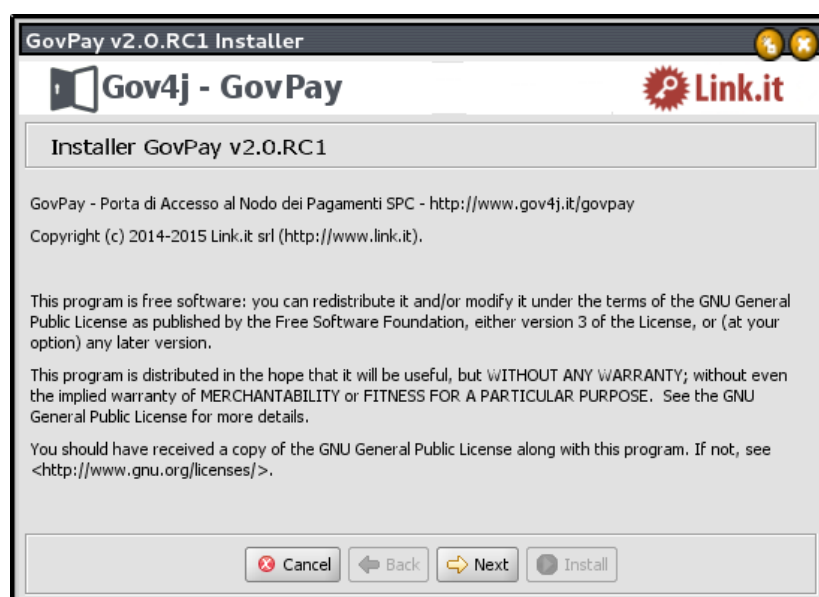 GovPay v2.0.RC1 Installer
Gov4j - GovPay
Link.it
Installer GovPay v2.0.RC1
GovPay - Porta di Accesso al Nodo dei Pagamenti SPC - http://www.gov4j.it/govpay
Copyright (c) 2014-2015 Link.it srl (http://www.link.it).
This program is free software: you can redistribute it and/or modify it under the terms of the GNU General
Public License as published by the Free Software Foundation, either version 3 of the License, or (at your
option) any later version.
This program is distributed in the hope that it will be useful, but WITHOUT ANY WARRANTY; without even
the implied warranty of MERCHANTABILITY or FITNESS FOR A PARTICULAR PURPOSE. See the GNU
General Public License for more details.
You should have received a copy of the GNU General Public License along with this program. If not, see
<http://www.gnu.org/licenses/>.
Cancel Back Next Install